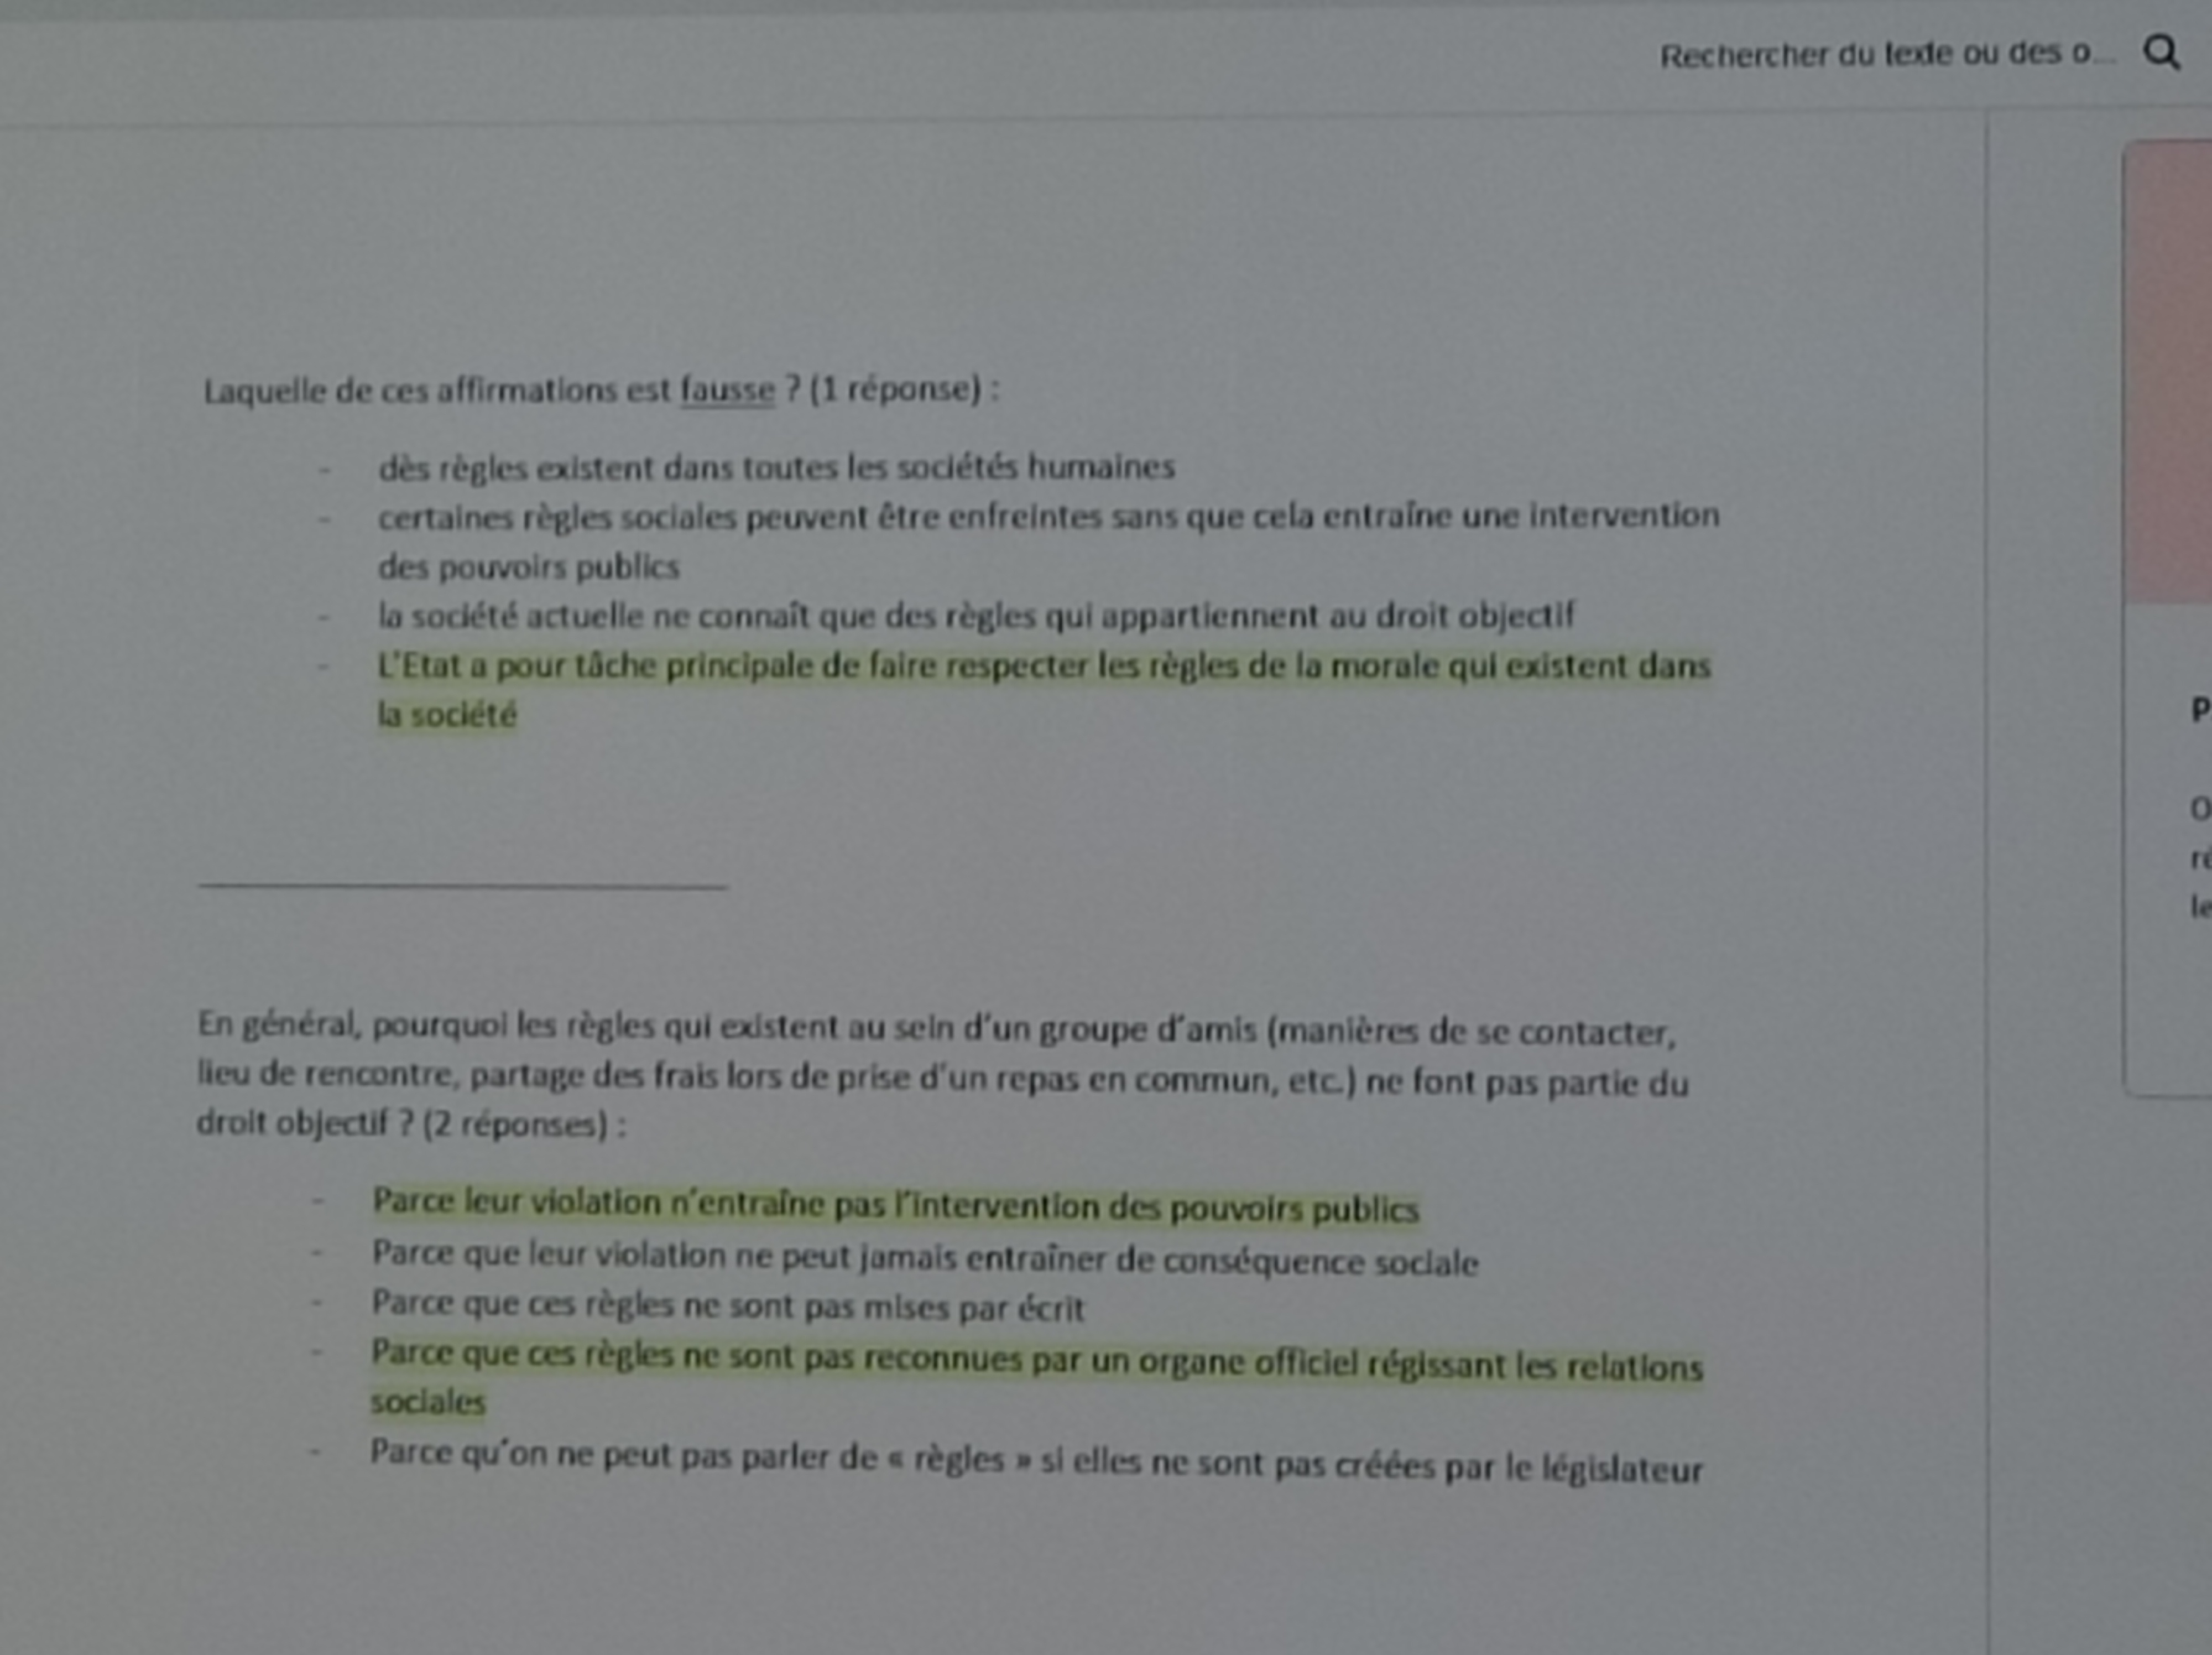 Rechercher du texte ou des o...
Laquelle de ces affirmations est fausse ? (1 réponse) :
- dès règles existent dans toutes les sociétés humaines
- certaines règles sociales peuvent être enfreintes sans que cela entraîne une intervention
des pouvoirs publics
- la société actuelle ne connaît que des règles qui appartiennent au droit objectif
- L'Etat a pour tâche principale de faire respecter les règles de la morale qui existent dans
la société
P
O
ré
le
En général, pourquoi les règles qui existent au sein d'un groupe d'amis (manières de se contacter,
lieu de rencontre, partage des frais lors de prise d'un repas en commun, etc.) ne font pas partie du
droit objectif ? (2 réponses) :
- Parce leur violation n'entraîne pas l'intervention des pouvoirs publics
- Parce que leur violation ne peut jamais entraîner de conséquence sociale
- Parce que ces règles ne sont pas mises par écrit
- Parce que ces règles ne sont pas reconnues par un organe officiel régissant les relations
sociales
- Parce qu'on ne peut pas parler de « règles » si elles ne sont pas créées par le législateur